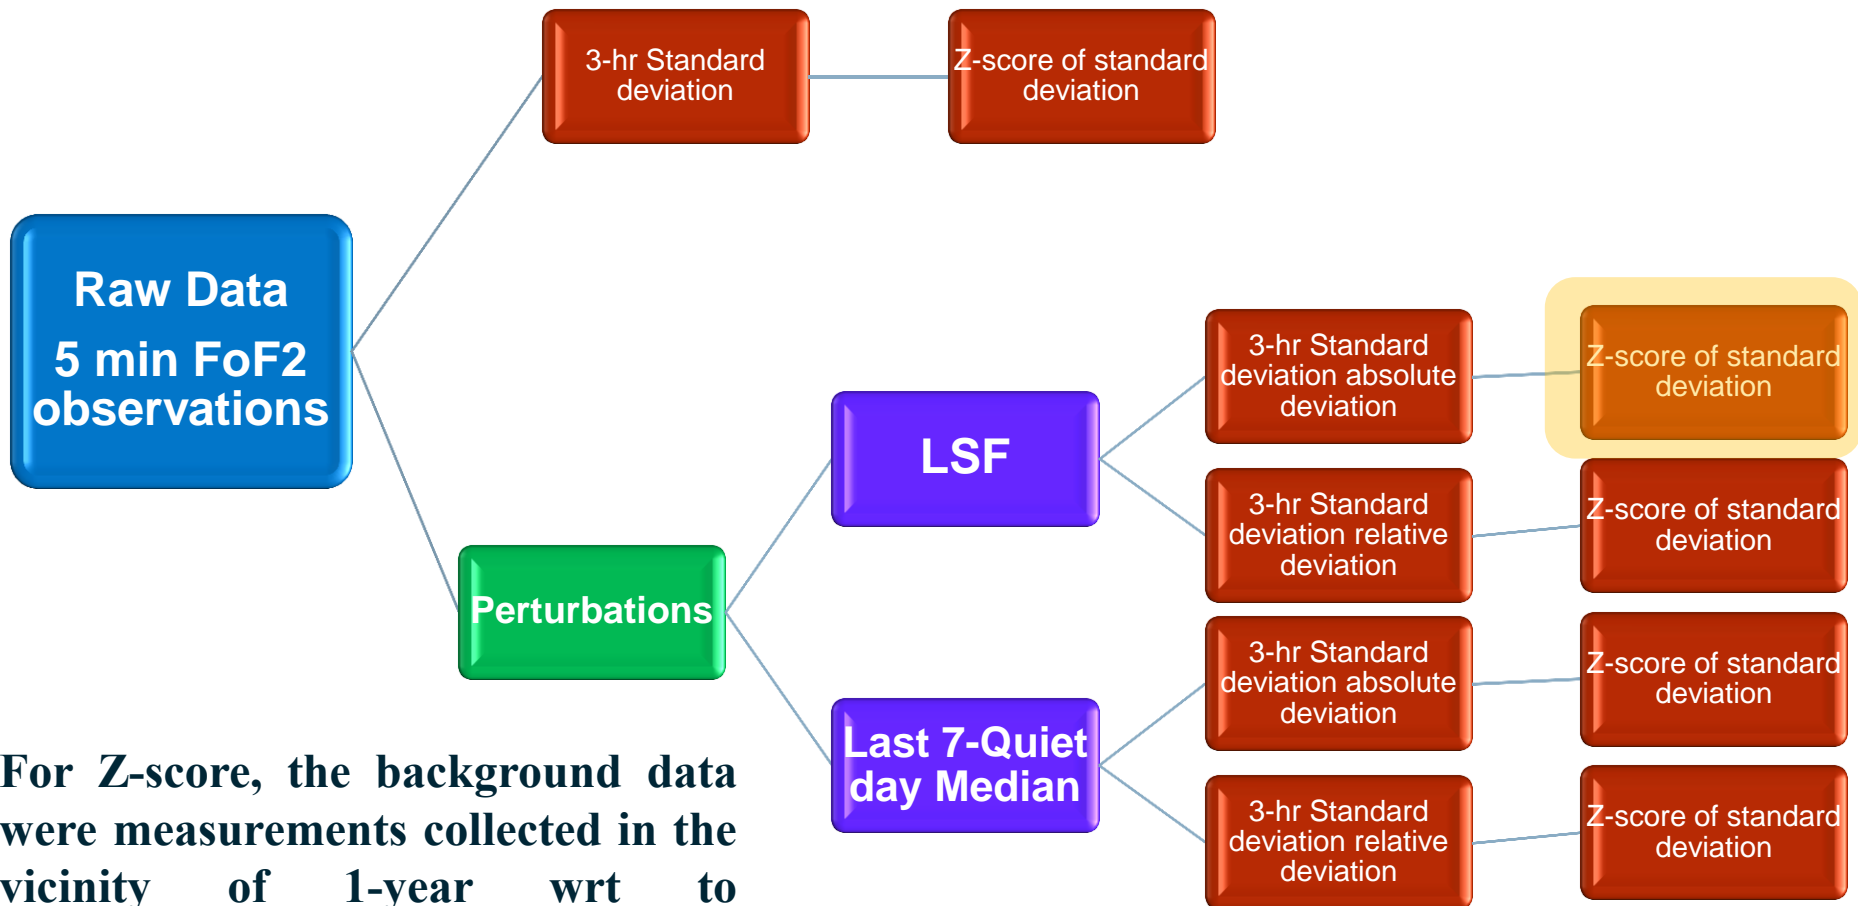 3-hr Standard
deviation
Z-score of standard
deviation
Raw Data
5 min FoF2
observations
Perturbations
LSF
Last 7-Quiet
day Median
3-hr Standard
deviation absolute
deviation
Z-score of standard
deviation
3-hr Standard
deviation relative
deviation
Z-score of standard
deviation
3-hr Standard
deviation absolute
deviation
Z-score of standard
deviation
3-hr Standard
deviation relative
deviation
Z-score of standard
deviation
For Z-score, the background data
were measurements collected in the
vicinity of 1-year wrt to